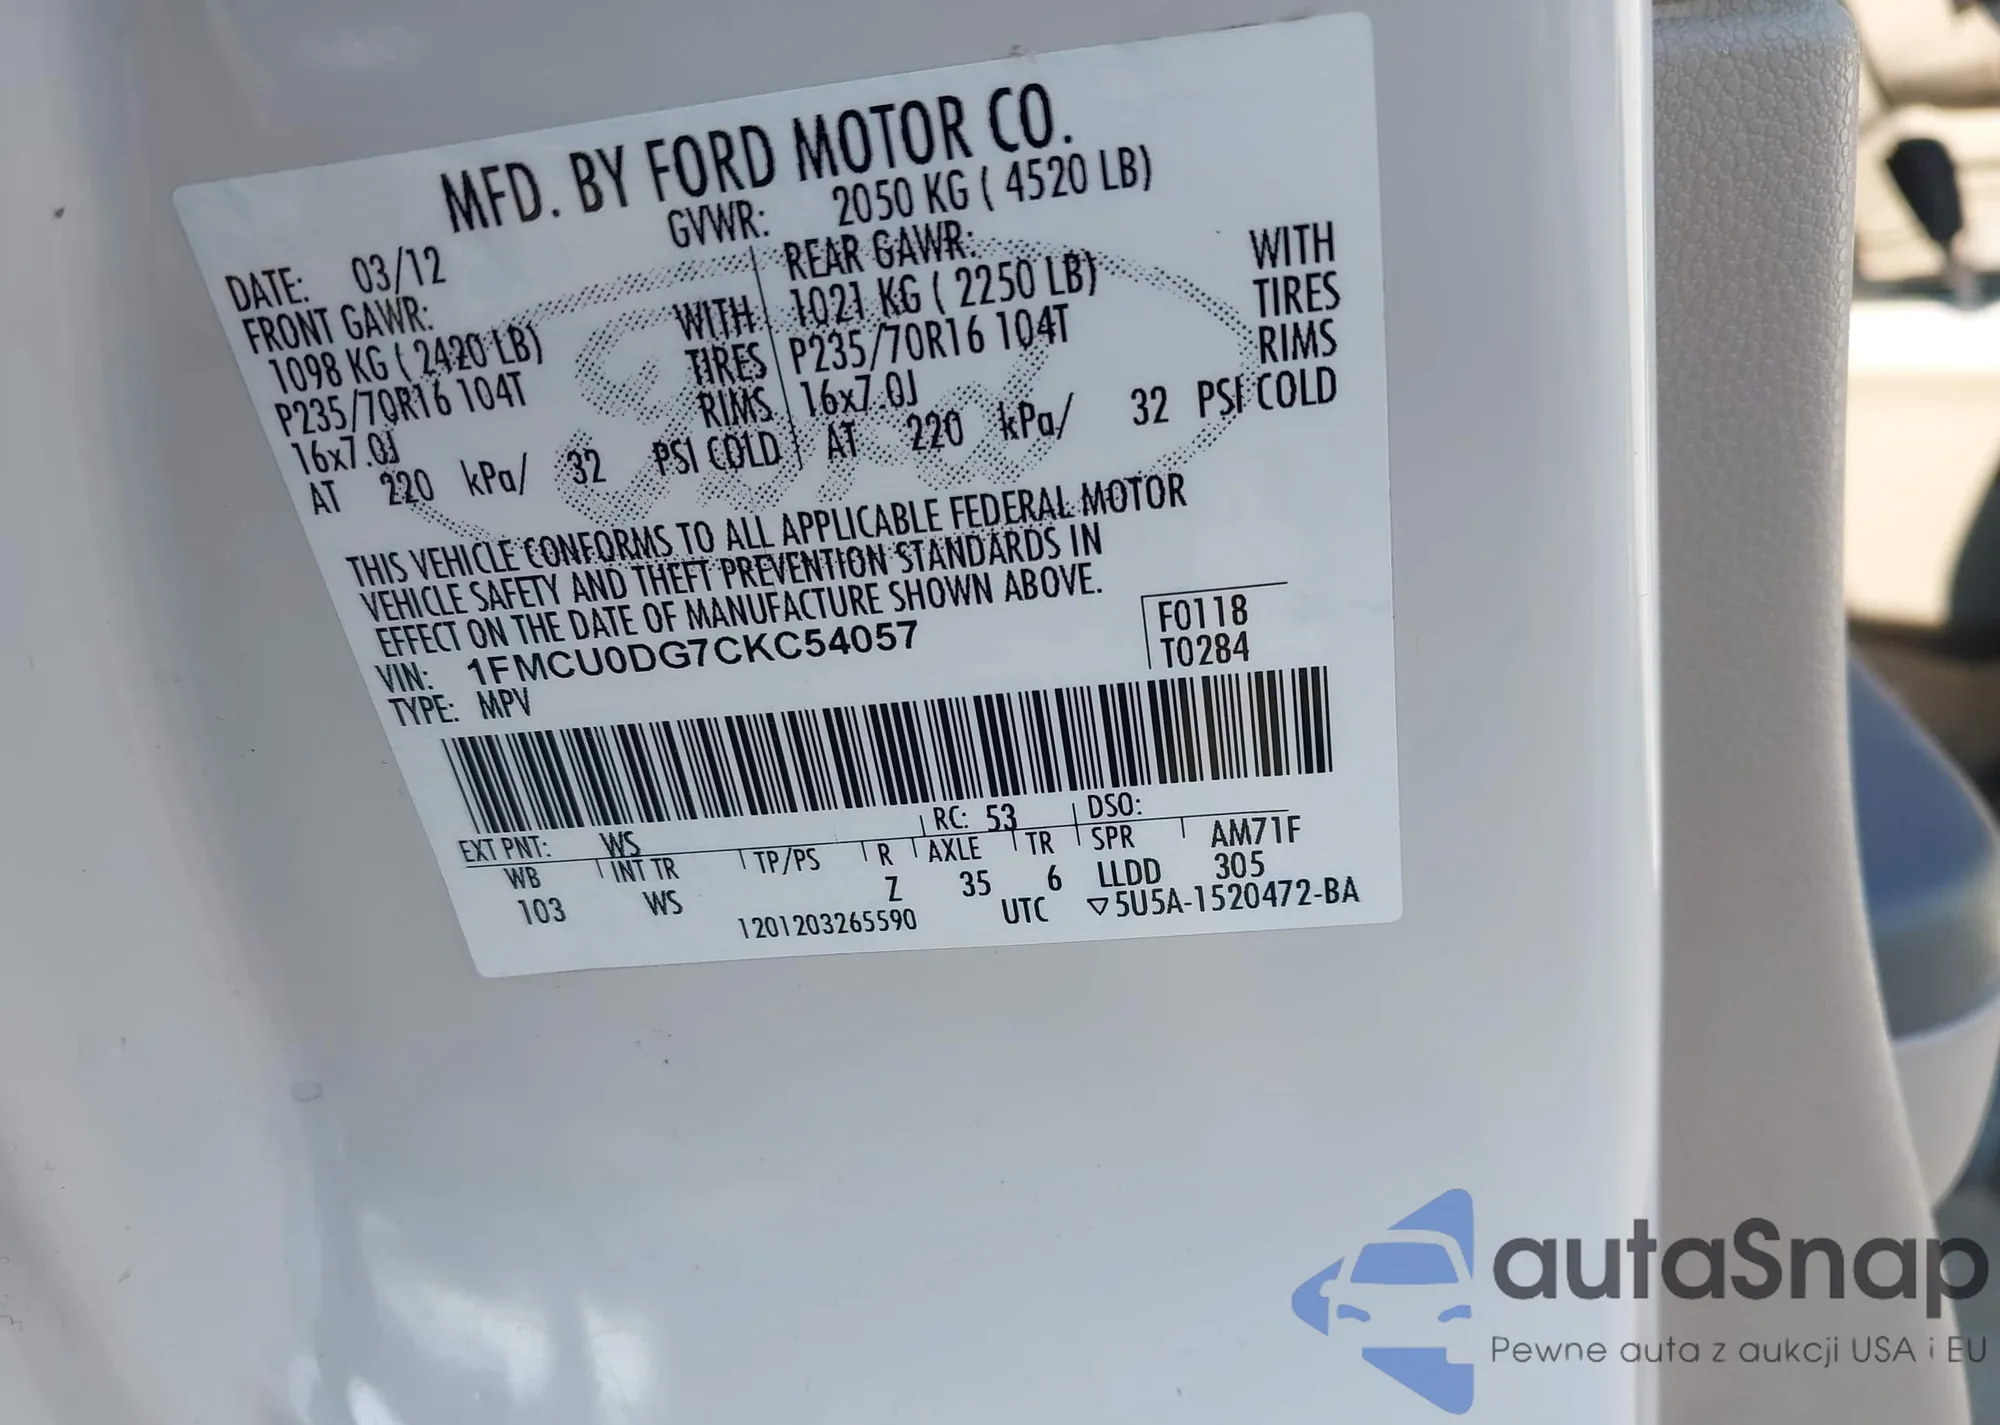 MFD. BY FORD MOTOR CO.
DATE: 03/12 GVWR: 2050 KG ( 4520 LB)
FRONT GAWR: REAR GAWR:
1098 KG ( 2420 LB) WITH 1021 KG ( 2250 LB) WITH
P235/70R16 104T TIRES P235/70R16 104T TIRES
16x7.0J RIMS 16x7.0J RIMS
AT 220 kPa/ 32 PSI COLD AT 220 kPa/ 32 PSI COLD
THIS VEHICLE CONFORMS TO ALL APPLICABLE FEDERAL MOTOR
VEHICLE SAFETY AND THEFT PREVENTION STANDARDS IN
EFFECT ON THE DATE OF MANUFACTURE SHOWN ABOVE.
VIN: 1FMCU0DG7CKC54057 F0118
TYPE: MPV T0284
EXT PNT: WS RC: 53 DSO:
WB INT TR TP/PS R AXLE TR SPR AM71F
103 WS Z 35 6 LLDD 305
1201203265590 UTC ▽5U5A-1520472-BA
autaSnap
Pewne auta z aukcji USA i EU